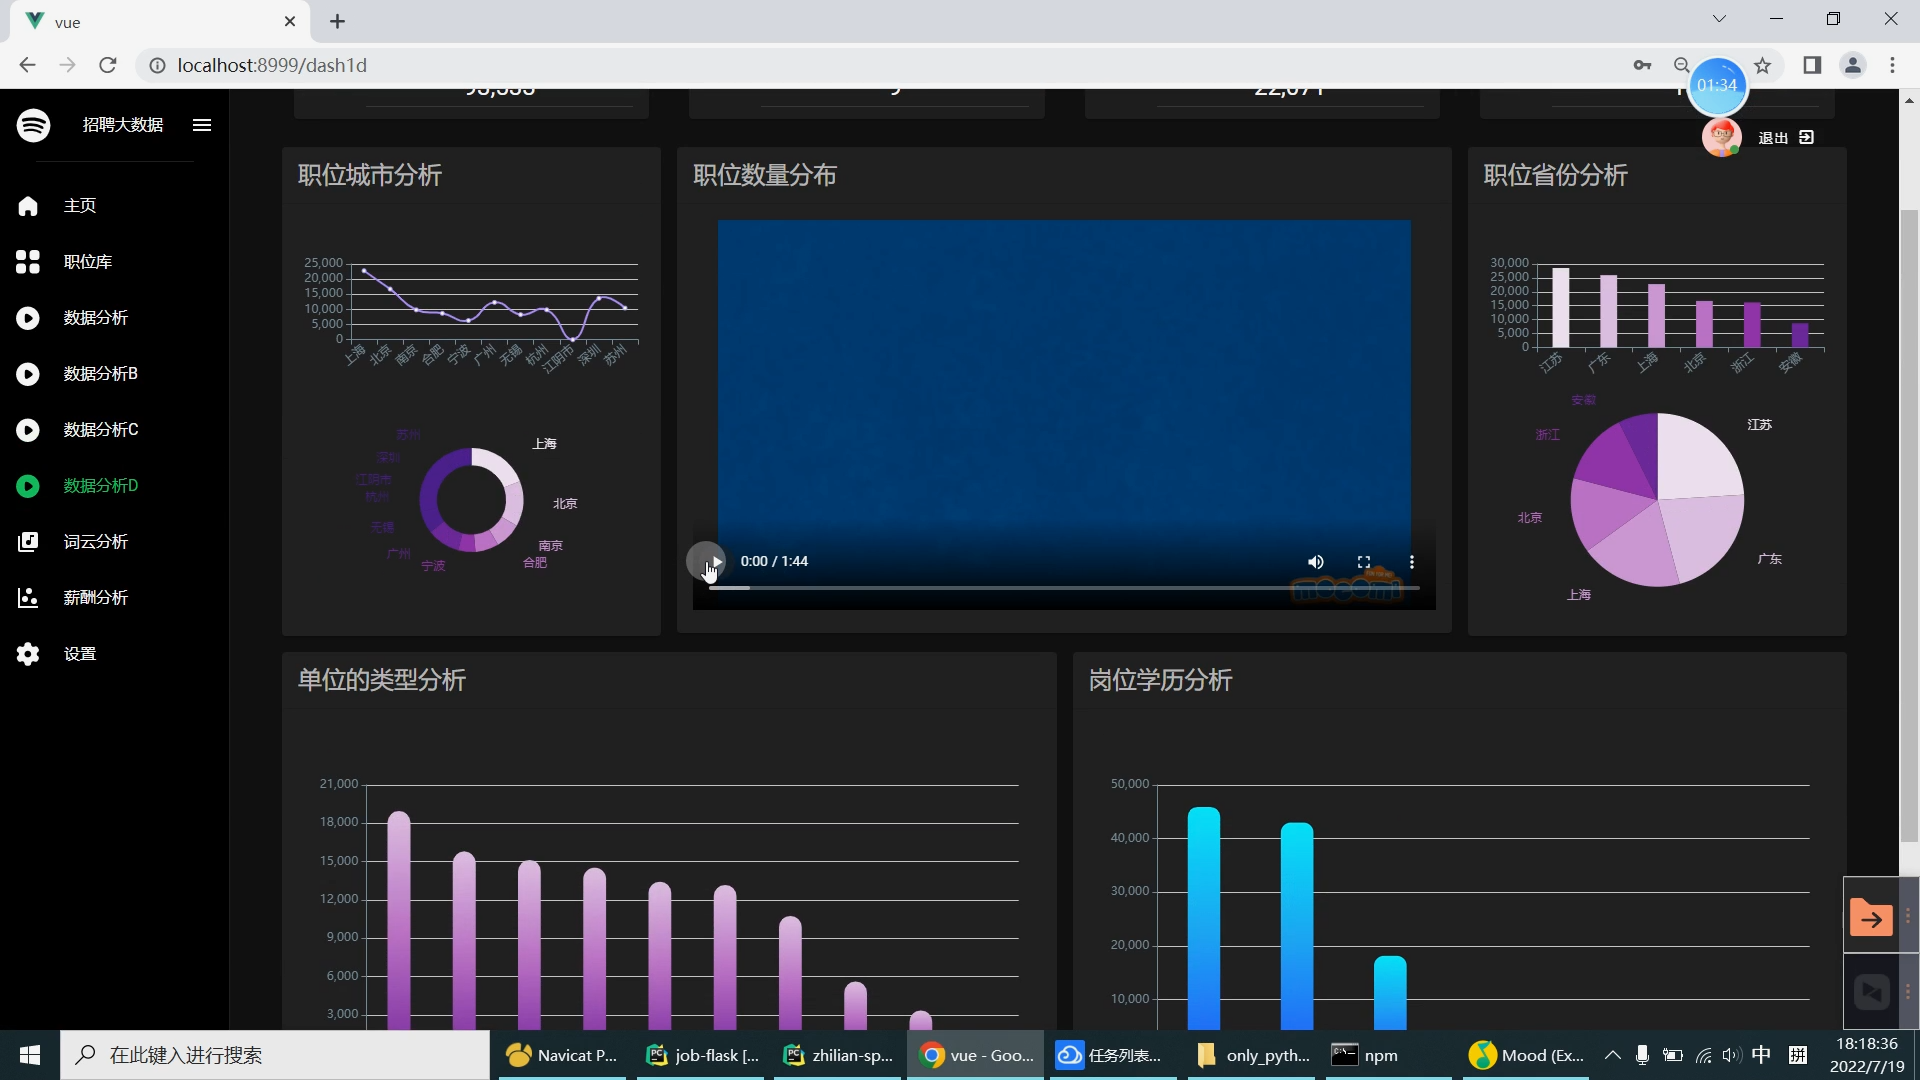 vue
localhost:8999/dash1d
01:34
招聘大数据
退出
主页
职位库
数据分析
数据分析B
数据分析C
数据分析D
词云分析
薪酬分析
设置
职位城市分析
25,000
20,000
15,000
10,000
5,000
0
上海 北京 南京 合肥 宁波 广州 无锡 杭州 江阴市 深圳 苏州
苏州
上海
深圳
江阴市
杭州
北京
无锡
南京
广州
合肥
宁波
职位数量分布
0:00 / 1:44
mocomi
职位省份分析
30,000
25,000
20,000
15,000
10,000
5,000
0
江苏 广东 上海 北京 浙江 安徽
安徽
江苏
浙江
北京
广东
上海
单位的类型分析
21,000
18,000
15,000
12,000
9,000
6,000
3,000
岗位学历分析
50,000
40,000
30,000
20,000
10,000
在此键入进行搜索
Navicat P...
job-flask [...
zhilian-sp...
vue - Goo...
任务列表...
only_pyth...
npm
Mood (Ex...
中
拼
18:18:36
2022/7/19